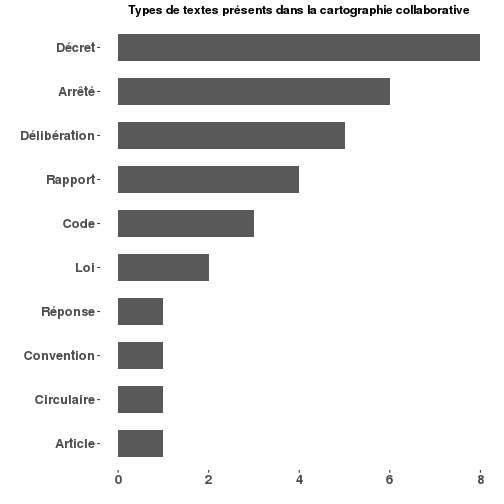 Types de textes présents dans la cartographie collaborative
Décret
Arrêté
Délibération
Rapport
Code
Loi
Réponse
Convention
Circulaire
Article
0 2 4 6 8